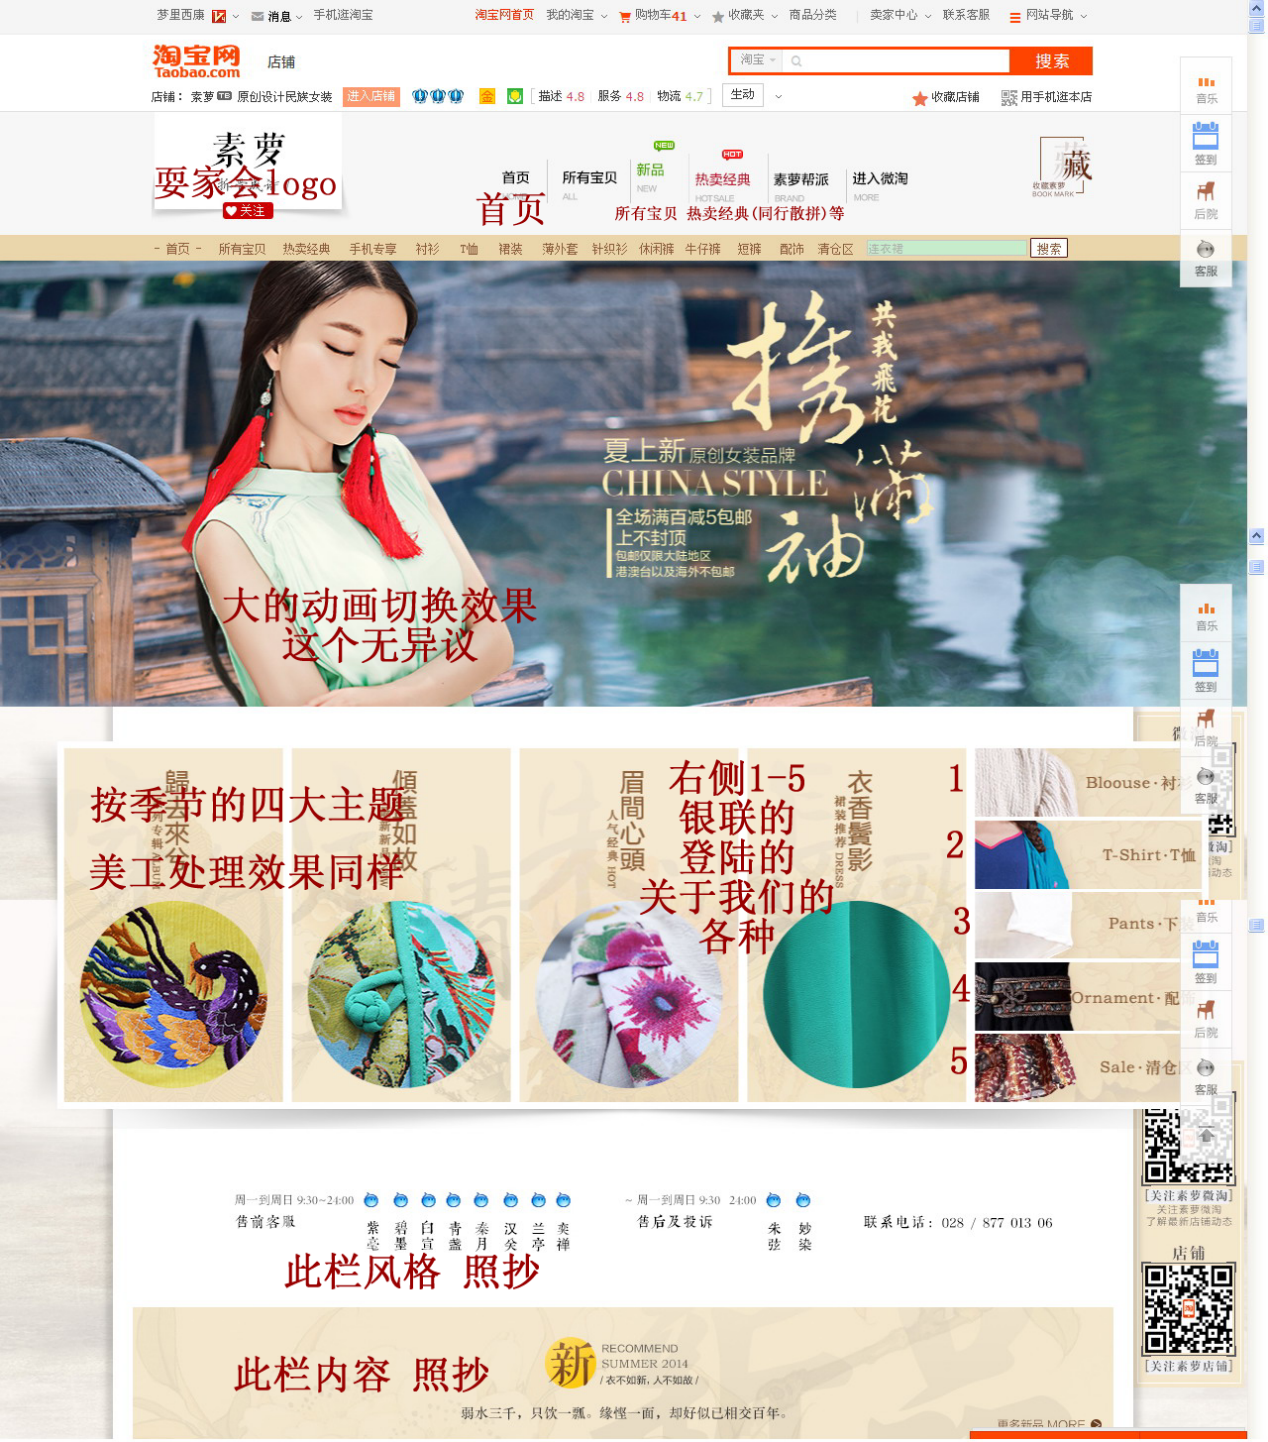 梦里西康 消息 手机逛淘宝 淘宝网首页 我的淘宝 购物车41 收藏夹 商品分类 卖家中心 联系客服 网站导航
淘宝网 Taobao.com 店铺 淘宝 搜索
店铺： 素萝 原创设计民族女装 进入店铺 金 描述 4.8 服务 4.8 物流 4.7 生动 收藏店铺 用手机逛本店
素萝
耍家会logo
关注
NEW
HOT
首页 所有宝贝 新品 热卖经典 素萝帮派 进入微淘
ALL NEW HOTSALE BRAND MORE
首页
所有宝贝 热卖经典(同行散拼)等
藏
收藏素萝
BOOK MARK
- 首页 - 所有宝贝 热卖经典 手机专享 衬衫 T恤 裙装 薄外套 针织衫 休闲裤 牛仔裤 短裤 配饰 清仓区 连衣裙 搜索
音乐
签到
后院
客服
共我飛花
携满袖
夏上新 原创女装品牌
CHINA STYLE
全场满百减5包邮
上不封顶
包邮仅限大陆地区
港澳台以及海外不包邮
大的动画切换效果
这个无异议
音乐
签到
后院
客服
歸去來兮
傾蓋如故
眉間心頭
人气经典 HOT
衣香鬢影
裙装推荐 DRESS
按季节的四大主题
美工处理效果同样
右侧1-5
银联的
登陆的
关于我们的
各种
1
Bloouse·衬衫
2
T-Shirt·T恤
3
Pants·下装
4
Ornament·配饰
5
Sale·清仓区
音乐
签到
后院
客服
周一到周日 9:30~24:00
售前客服
紫毫 碧墨 白宣 青盏 秦月 汉关 兰亭 奕禅
~ 周一到周日 9:30 24:00
售后及投诉
朱弦 妙染
联系电话: 028 / 877 013 06
此栏风格 照抄
[关注素萝微淘]
关注素萝微淘
了解最新店铺动态
店铺
[关注素萝店铺]
此栏内容 照抄
新
RECOMMEND
SUMMER 2014
/ 衣不如新, 人不如故 /
弱水三千，只饮一瓢。缘悭一面，却好似已相交百年。
更多新品 MORE